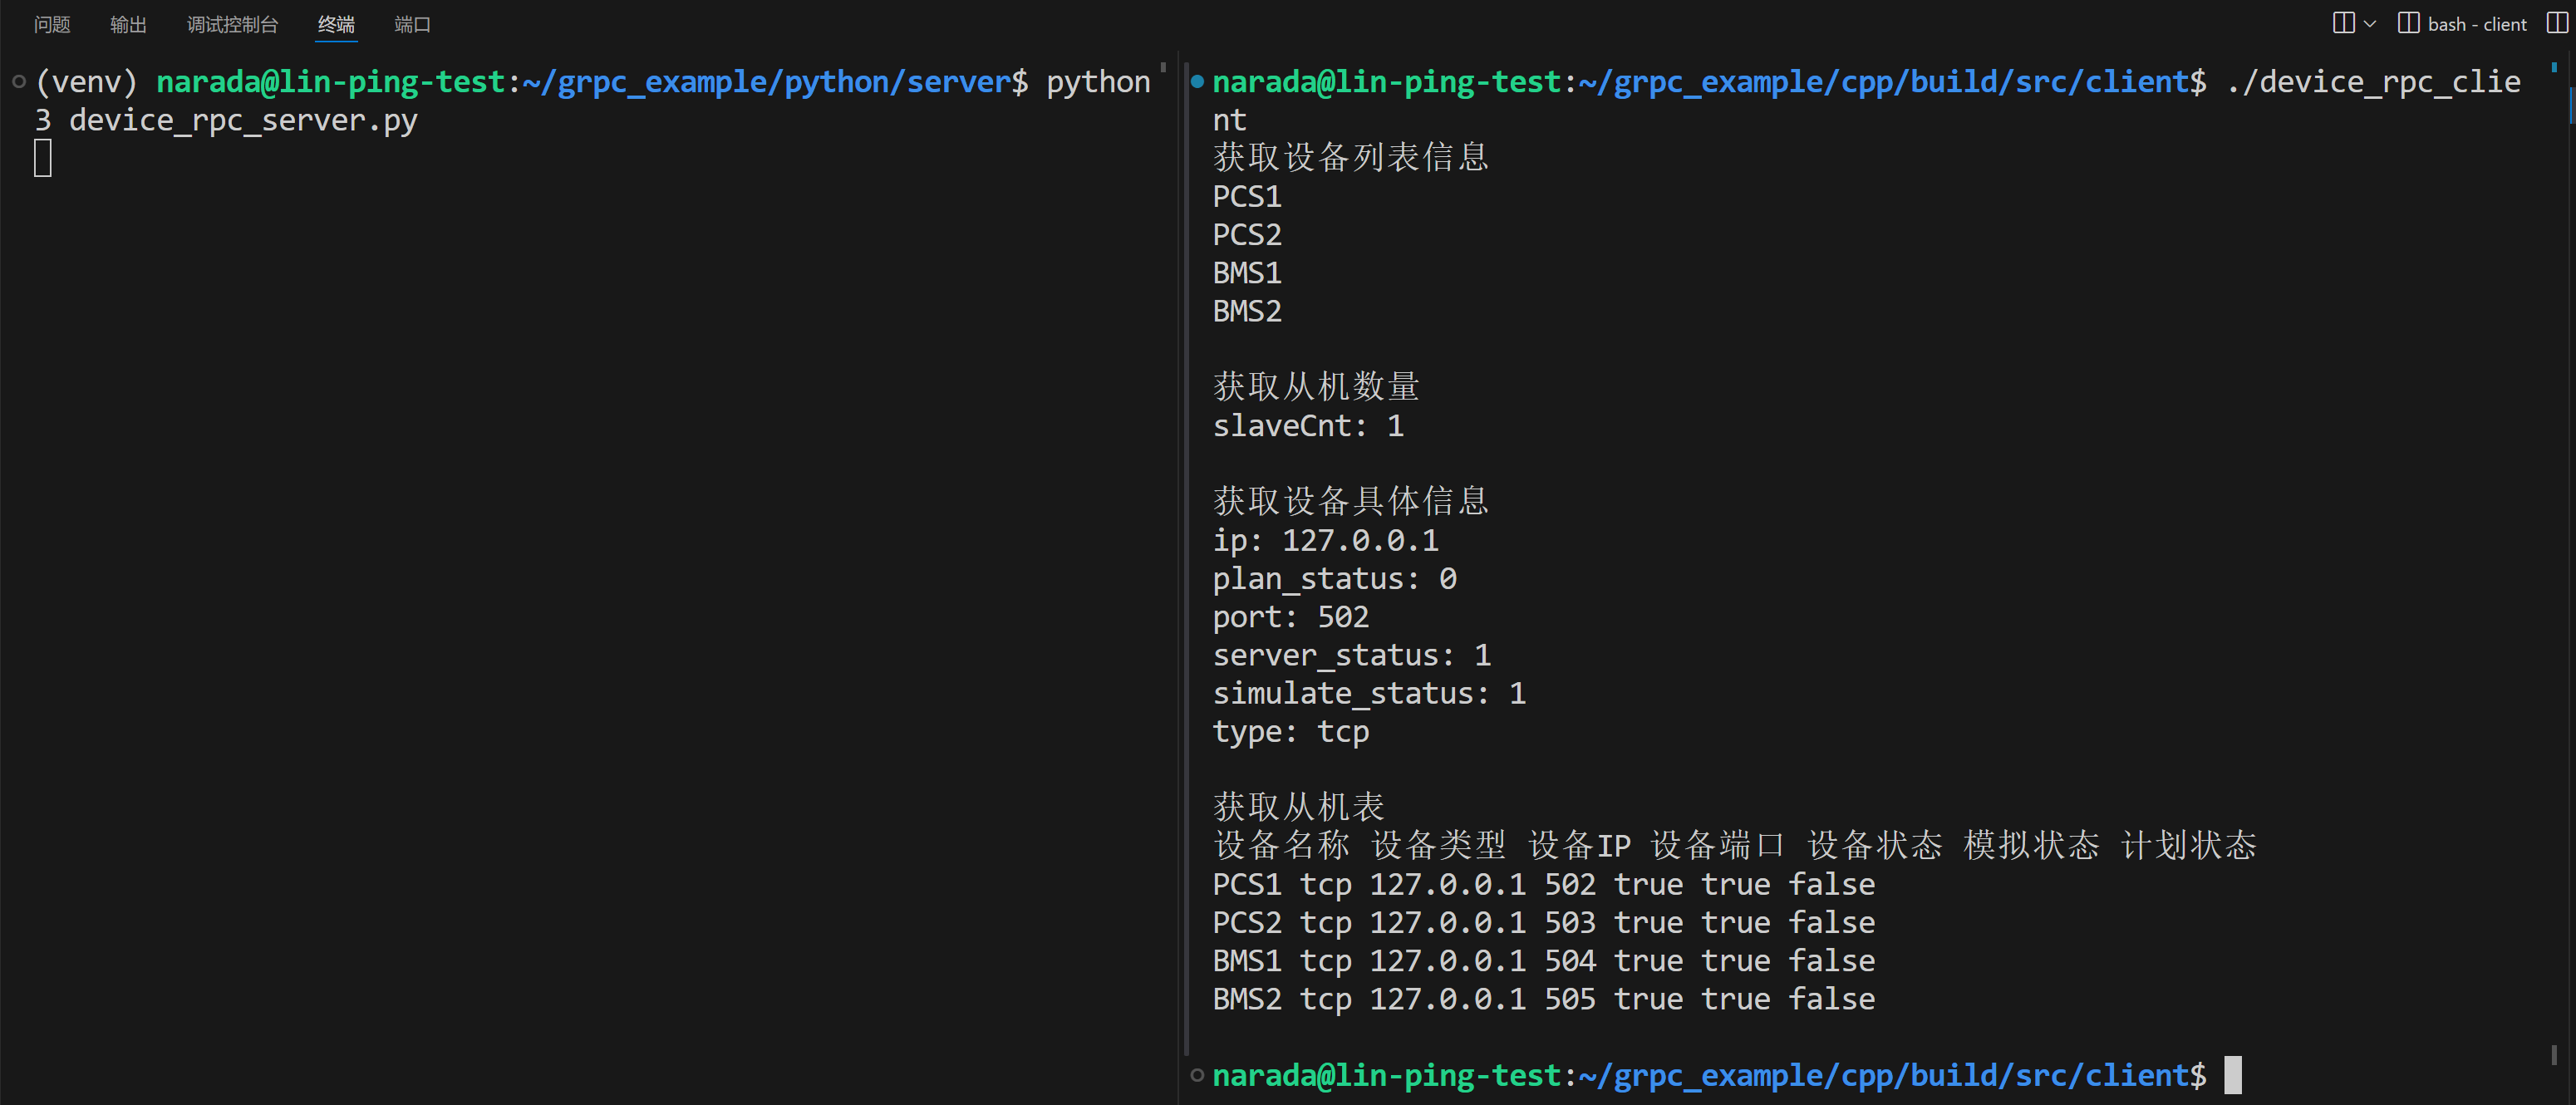 问题 输出 调试控制台 终端 端口
bash - client
(venv) narada@lin-ping-test:~/grpc_example/python/server$ python
3 device_rpc_server.py
narada@lin-ping-test:~/grpc_example/cpp/build/src/client$ ./device_rpc_clie
nt
获取设备列表信息
PCS1
PCS2
BMS1
BMS2
获取从机数量
slaveCnt: 1
获取设备具体信息
ip: 127.0.0.1
plan_status: 0
port: 502
server_status: 1
simulate_status: 1
type: tcp
获取从机表
设备名称 设备类型 设备IP 设备端口 设备状态 模拟状态 计划状态
PCS1 tcp 127.0.0.1 502 true true false
PCS2 tcp 127.0.0.1 503 true true false
BMS1 tcp 127.0.0.1 504 true true false
BMS2 tcp 127.0.0.1 505 true true false
narada@lin-ping-test:~/grpc_example/cpp/build/src/client$